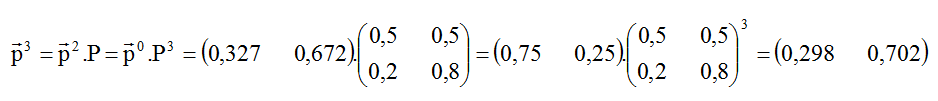 p⃗³ = p⃗².P = p⃗⁰.P³ = (0,327 0,672).(0,5 0,5 0,2 0,8) = (0,75 0,25).(0,5 0,5 0,2 0,8)³ = (0,298 0,702)